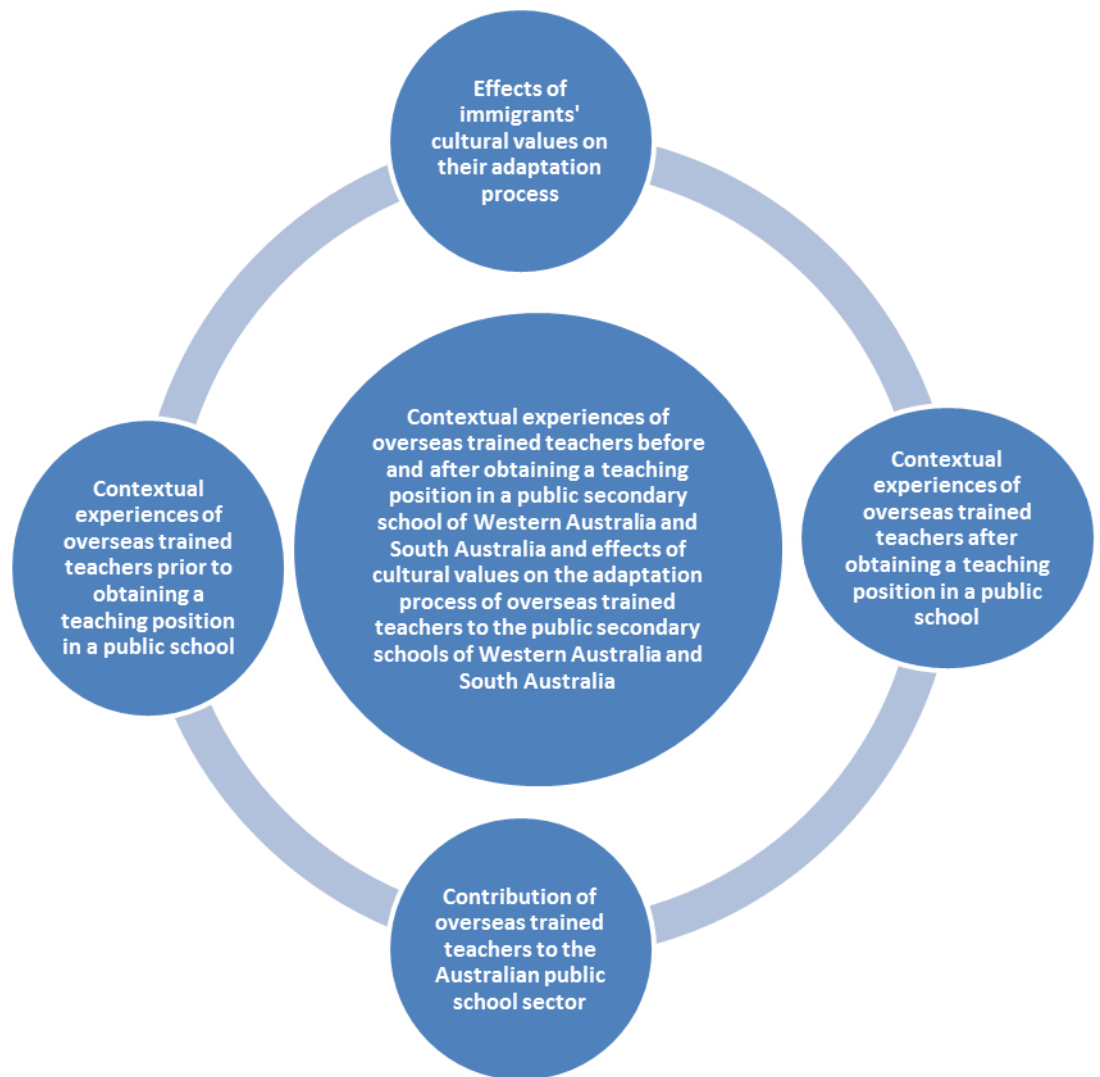 Effects of
immigrants'
cultural values on
their adaptation
process
Contextual experiences of
overseas trained teachers before
and after obtaining a teaching
position in a public secondary
school of Western Australia and
South Australia and effects of
cultural values on the adaptation
process of overseas trained
teachers to the public secondary
schools of Western Australia and
South Australia
Contextual
experiences of
overseas trained
teachers after
obtaining a teaching
position in a public
school
Contribution of
overseas trained
teachers to the
Australian public
school sector
Contextual
experiences of
overseas trained
teachers prior to
obtaining a
teaching position
in a public school